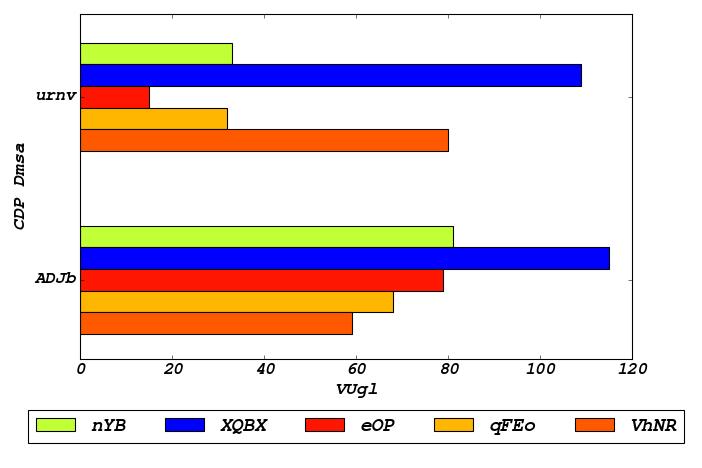 urnv
ADJb
CDP Dmsa
0 20 40 60 80 100 120
VUgl
nYB XQBX eOP qFEo VhNR